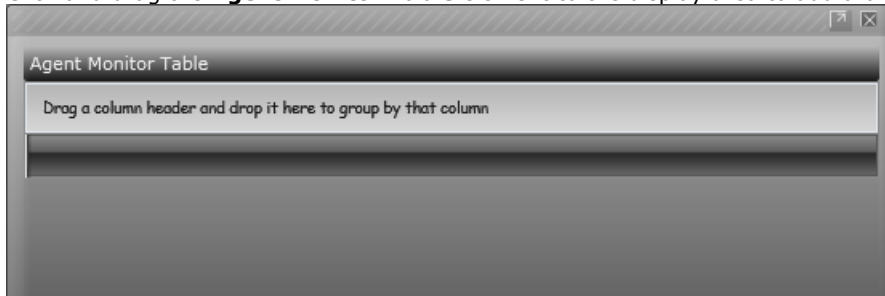 Agent Monitor Table
Drag a column header and drop it here to group by that column